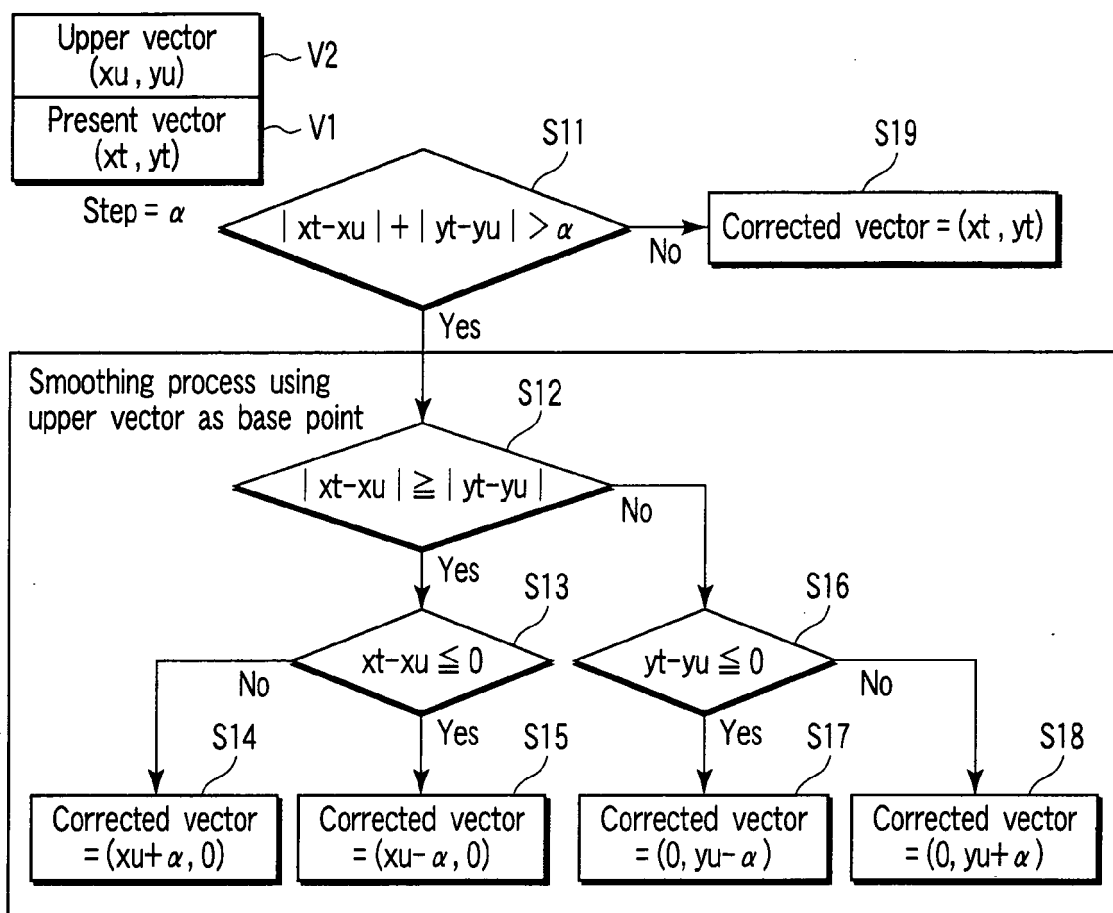 Upper vector
(xu, yu)
V2
Present vector
(xt, yt)
V1
Step = α
S11
| xt-xu | + | yt-yu | > α
No
Yes
S19
Corrected vector = (xt, yt)
Smoothing process using
upper vector as base point
S12
| xt-xu | ≧ | yt-yu |
No
Yes
S13
xt-xu ≦ 0
No
Yes
S16
yt-yu ≦ 0
Yes
No
S14
Corrected vector
= (xu+α, 0)
S15
Corrected vector
= (xu-α, 0)
S17
Corrected vector
= (0, yu-α)
S18
Corrected vector
= (0, yu+α)